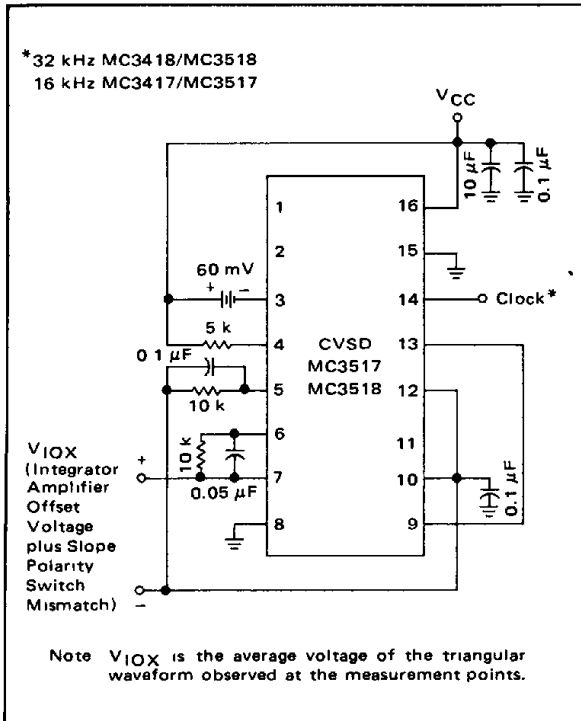 *32 kHz MC3418/MC3518
16 kHz MC3417/MC3517
VCC
10 µF
0.1 µF
1
16
2
15
60 mV
+ −
3
14
Clock*
5 k
4
13
0 1 µF
CVSD
MC3517
MC3518
5
12
10 k
6
11
10 k
7
10
0.05 µF
0.1 µF
8
9
VIOX
+
(Integrator
Amplifier
Offset
Voltage
plus Slope
Polarity
Switch
Mismatch) −
Note VIOX is the average voltage of the triangular
waveform observed at the measurement points.